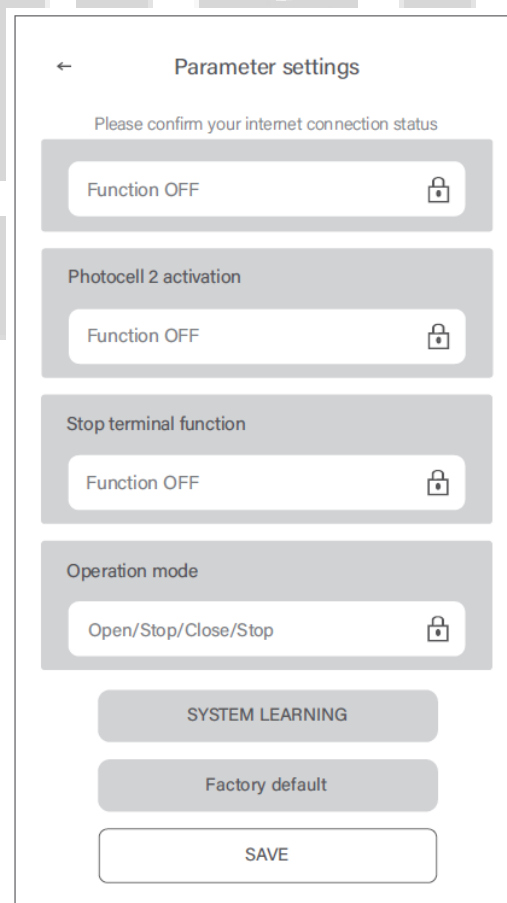 ←
Parameter settings
Please confirm your internet connection status
Function OFF
Photocell 2 activation
Function OFF
Stop terminal function
Function OFF
Operation mode
Open/Stop/Close/Stop
SYSTEM LEARNING
Factory default
SAVE